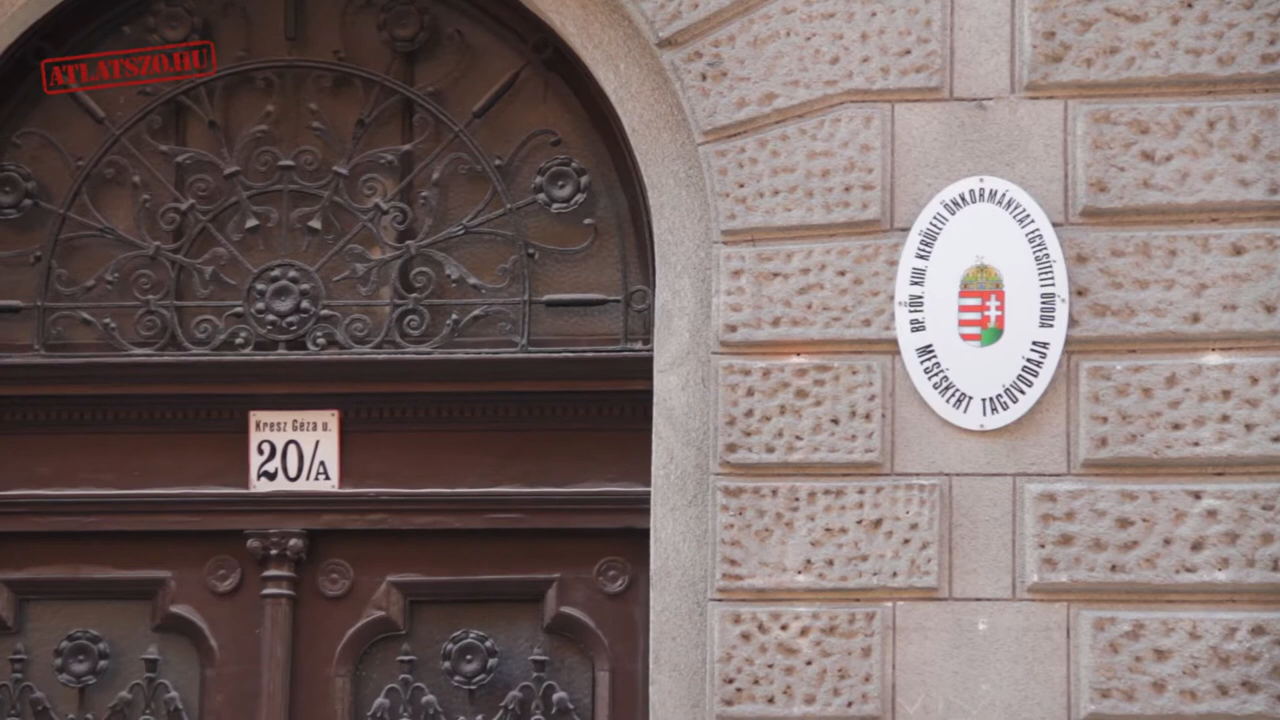 ATLATSZO.HU
Kresz Géza u.
20/A
BP. FŐV. XIII. KERÜLETI ÖNKORMÁNYZAT EGYESÍTETT ÓVODA
MESÉSKERT TAGÓVODÁJA